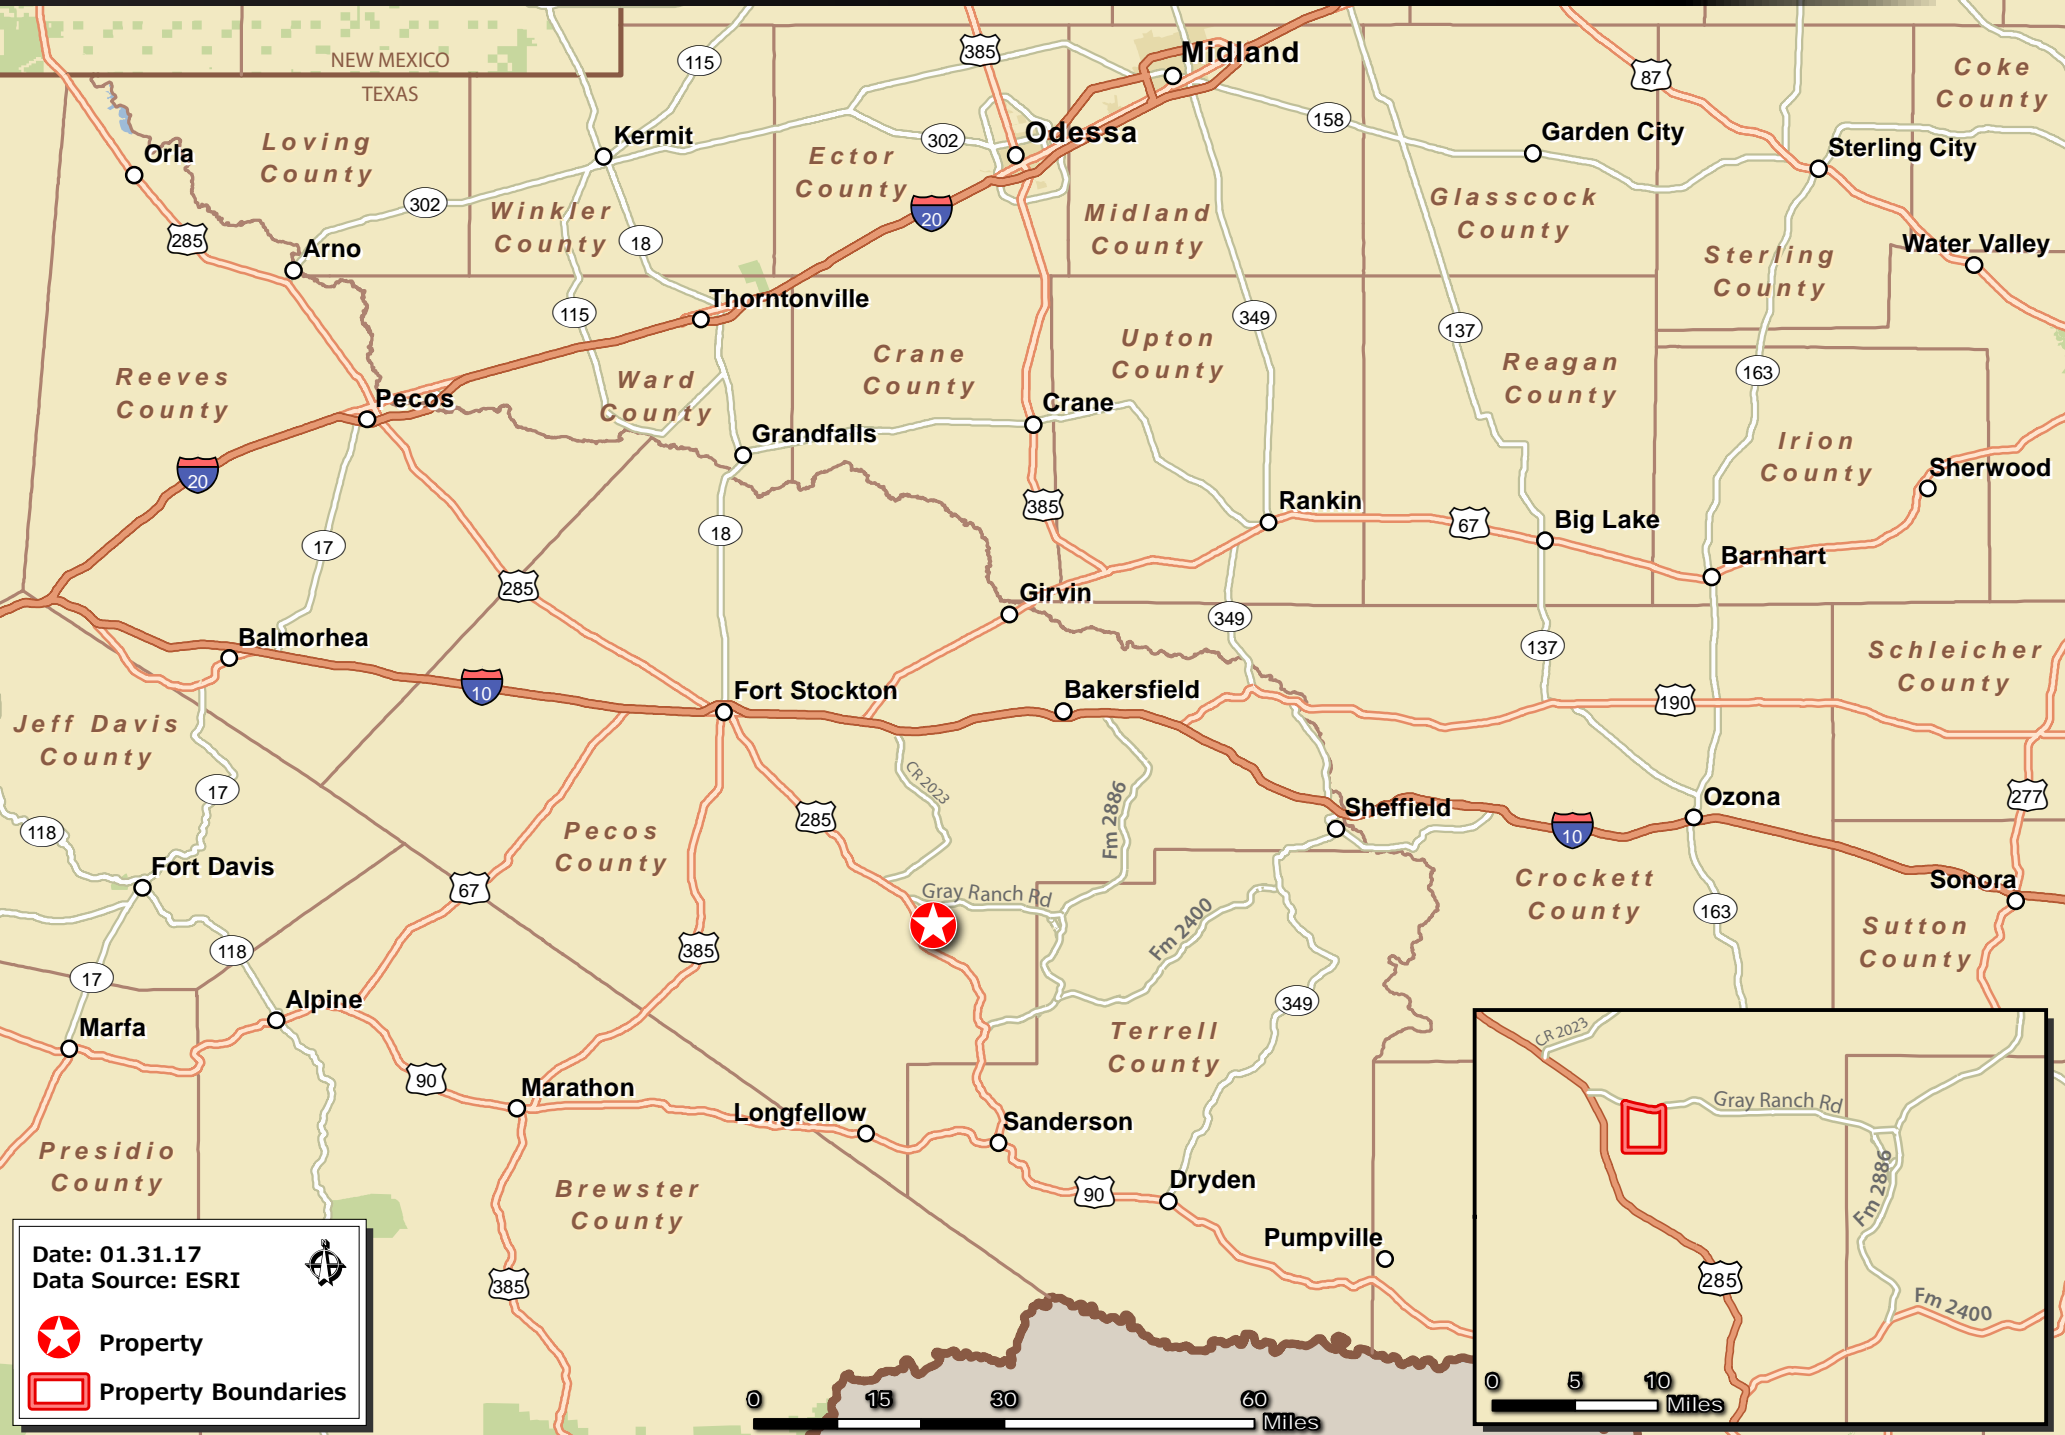 NEW MEXICO
TEXAS
115
385
Midland
87
Coke
County
Loving
County
Kermit
302
Odessa
158
Garden City
Sterling City
Orla
Ector
County
302
Winkler
County
18
20
Midland
County
Glasscock
County
285
Arno
Sterling
County
Water Valley
Thorntonville
115
349
137
Upton
County
Crane
County
Reagan
County
163
Reeves
County
Ward
County
Pecos
Crane
Grandfalls
Irion
County
Sherwood
20
385
Rankin
67
Big Lake
18
17
Barnhart
285
Girvin
349
137
Balmorhea
Schleicher
County
10
Fort Stockton
Bakersfield
190
Jeff Davis
County
17
CR 2023
Fm 2886
277
118
285
Sheffield
Ozona
10
Pecos
County
Fort Davis
67
Gray Ranch Rd
Crockett
County
Sonora
163
Fm 2400
Sutton
County
118
385
17
Alpine
349
Marfa
Terrell
County
90
Marathon
Longfellow
Sanderson
Presidio
County
Brewster
County
90
Dryden
Pumpville
385
CR 2023
Gray Ranch Rd
Fm 2886
285
Fm 2400
0 5 10
Miles
Date: 01.31.17
Data Source: ESRI
N
Property
Property Boundaries
0 15 30 60
Miles